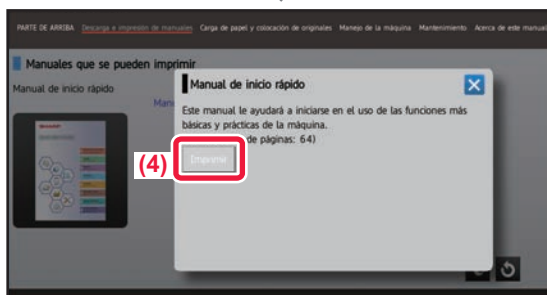 PARTE DE ARRIBA Descarga e impresión de manuales Carga de papel y colocación de originales Manejo de la máquina Mantenimiento Acerca de este manual
Manuales que se pueden imprimir
Manual de inicio rápido
Manual de inicio rápido
Este manual le ayudará a iniciarse en el uso de las funciones más
básicas y prácticas de la máquina.
de páginas: 64)
(4)
Imprimir
SHARP